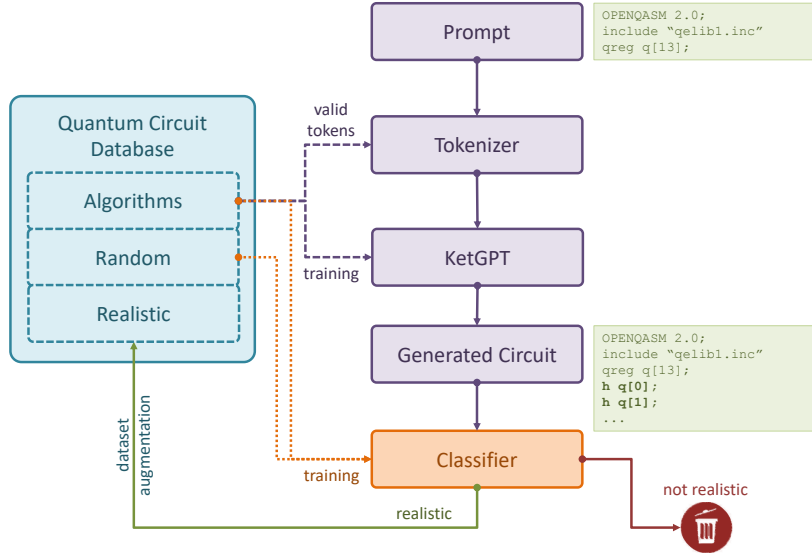 Prompt
OPENQASM 2.0;
include “qelib1.inc”
qreg q[13];
Quantum Circuit
Database
Algorithms
Random
Realistic
valid
tokens
Tokenizer
training
KetGPT
Generated Circuit
OPENQASM 2.0;
include “qelib1.inc”
qreg q[13];
h q[0];
h q[1];
...
dataset
augmentation
training
Classifier
realistic
not realistic